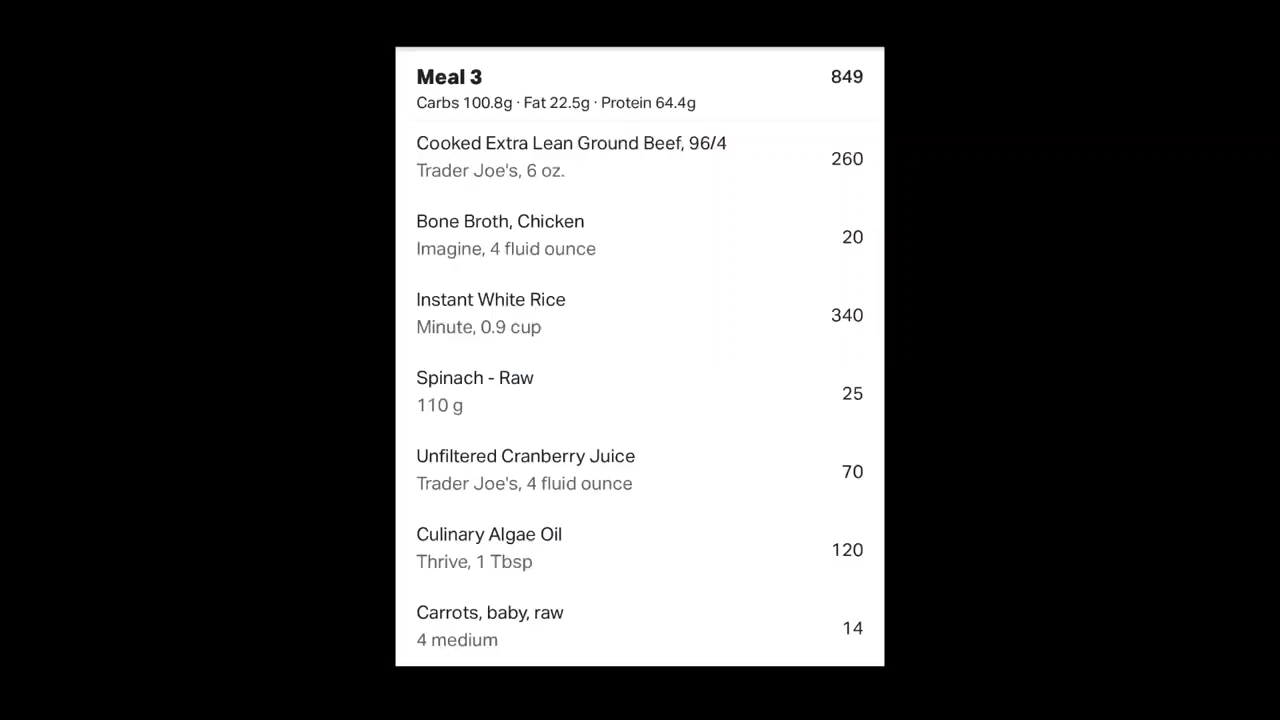 Meal 3 849
Carbs 100.8g · Fat 22.5g · Protein 64.4g
Cooked Extra Lean Ground Beef, 96/4
Trader Joe's, 6 oz.
260
Bone Broth, Chicken
Imagine, 4 fluid ounce
20
Instant White Rice
Minute, 0.9 cup
340
Spinach - Raw
110 g
25
Unfiltered Cranberry Juice
Trader Joe's, 4 fluid ounce
70
Culinary Algae Oil
Thrive, 1 Tbsp
120
Carrots, baby, raw
4 medium
14